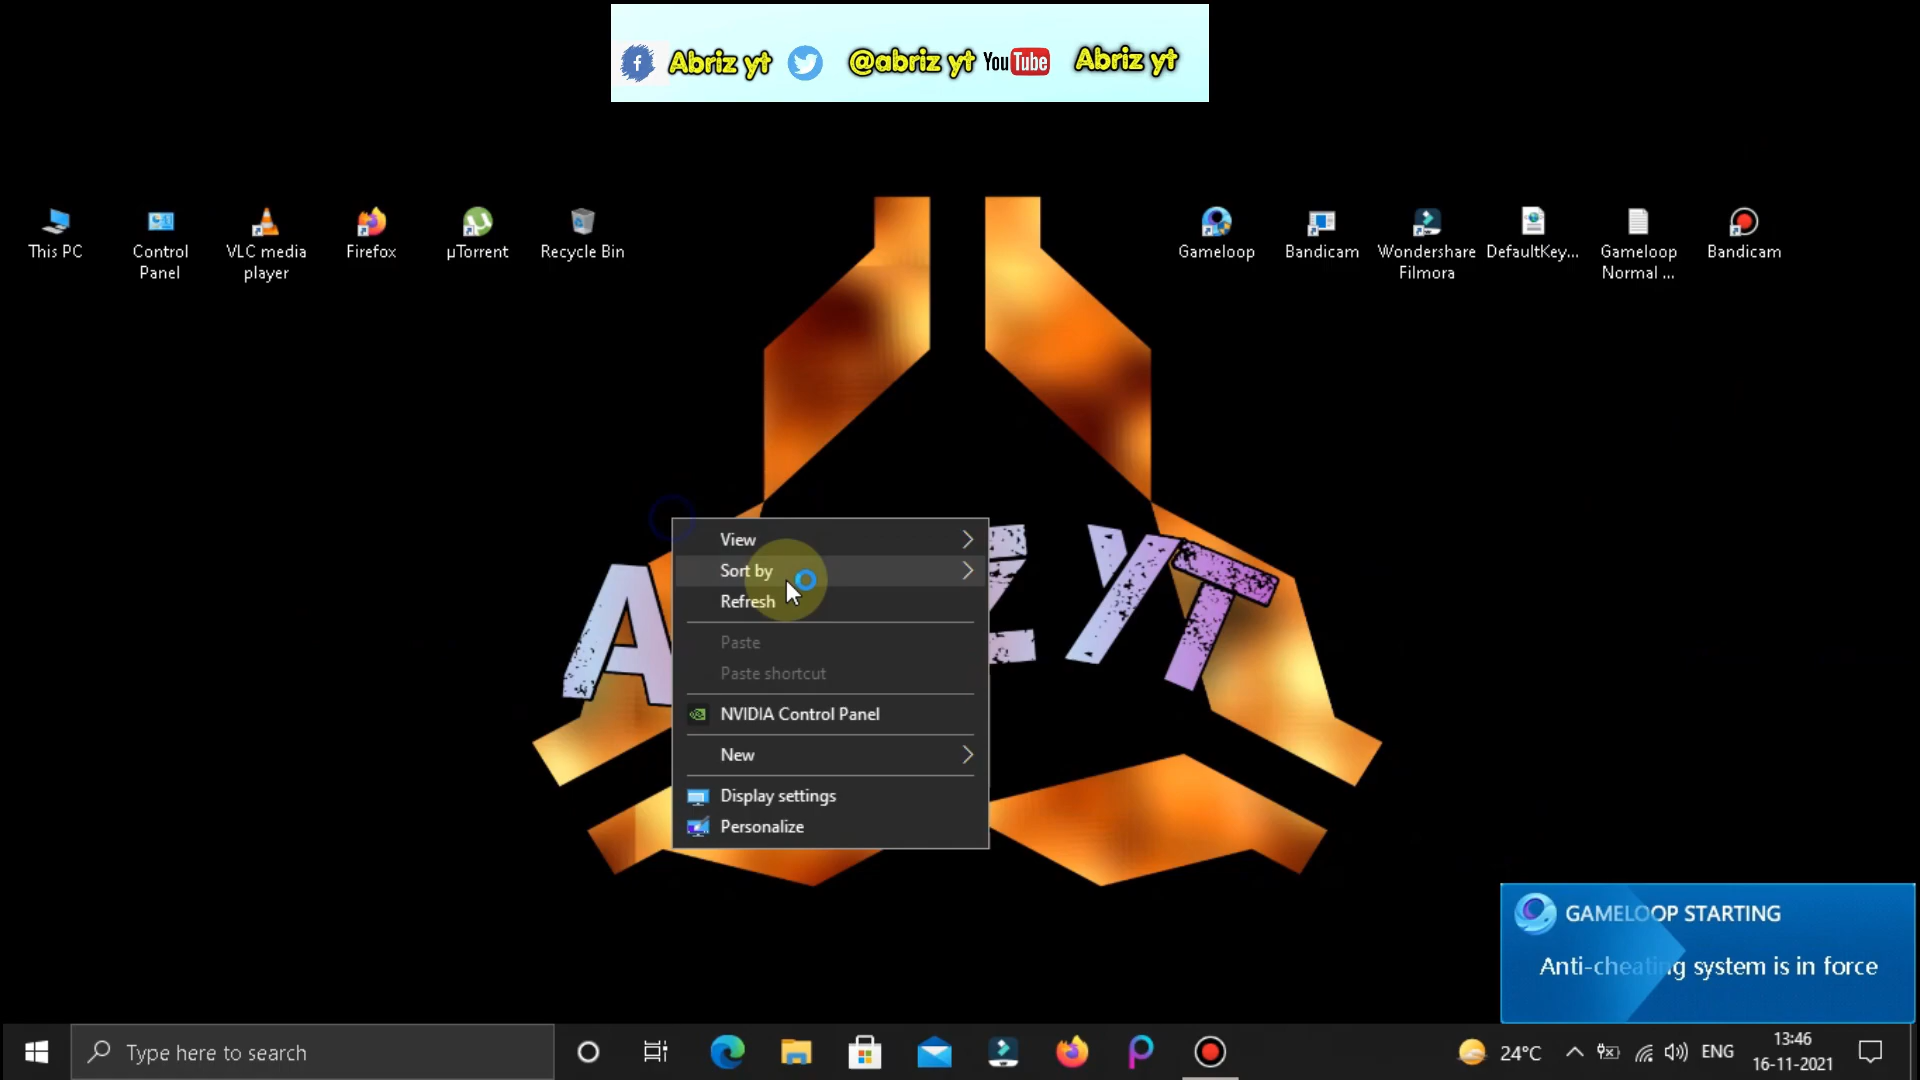 Abriz yt @abriz yt YouTube Abriz yt
This PC
Control Panel
VLC media player
Firefox
µTorrent
Recycle Bin
Gameloop
Bandicam
Wondershare Filmora
DefaultKey...
Gameloop Normal ...
Bandicam
A Z YT
View
Sort by
Refresh
Paste
Paste shortcut
NVIDIA Control Panel
New
Display settings
Personalize
GAMELOOP STARTING
Anti-cheating system is in force
Type here to search
24°C
ENG
13:46
16-11-2021